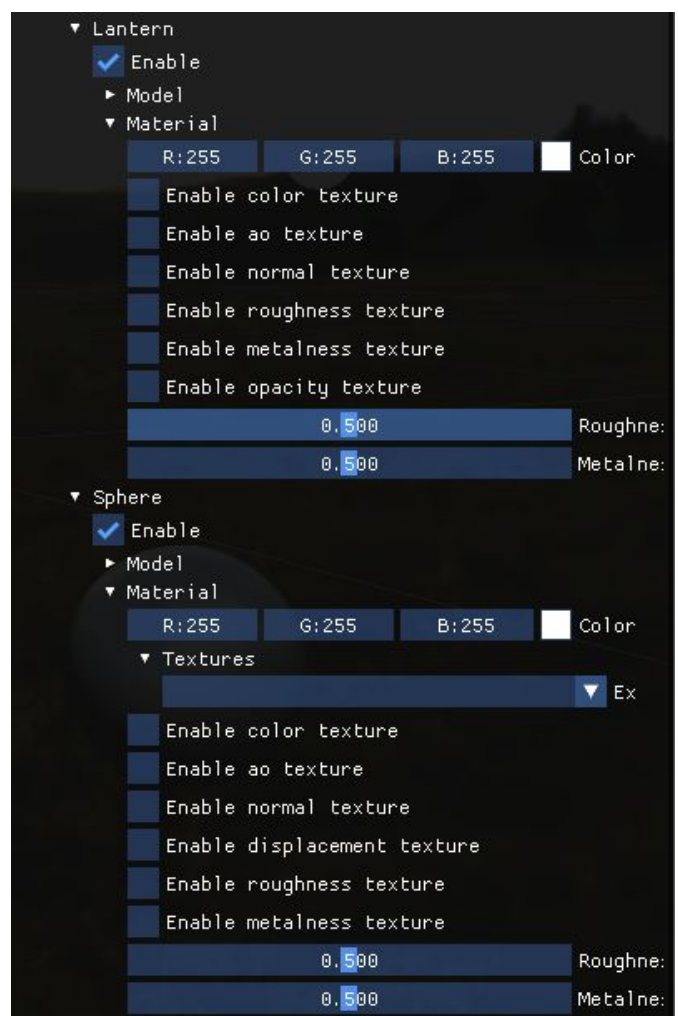 Lantern
Enable
Model
Material
R:255 G:255 B:255 Color
Enable color texture
Enable ao texture
Enable normal texture
Enable roughness texture
Enable metalness texture
Enable opacity texture
0.500 Roughne:
0.500 Metalne:
Sphere
Enable
Model
Material
R:255 G:255 B:255 Color
Textures
Ex
Enable color texture
Enable ao texture
Enable normal texture
Enable displacement texture
Enable roughness texture
Enable metalness texture
0.500 Roughne:
0.500 Metalne: